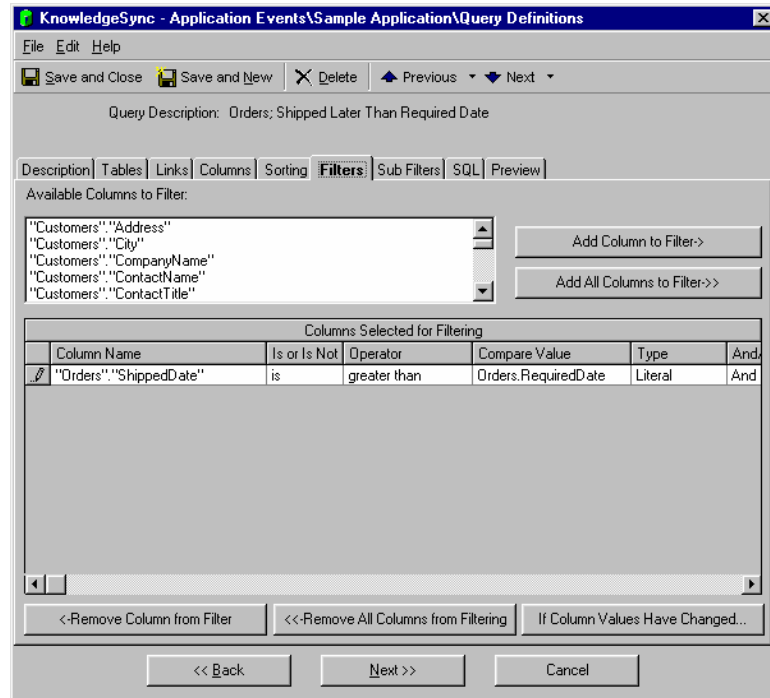 KnowledgeSync - Application Events\Sample Application\Query Definitions
File Edit Help
Save and Close Save and New Delete Previous Next
Query Description: Orders; Shipped Later Than Required Date
Description Tables Links Columns Sorting Filters Sub Filters SQL Preview
Available Columns to Filter:
"Customers"."Address"
"Customers"."City"
"Customers"."CompanyName"
"Customers"."ContactName"
"Customers"."ContactTitle"
Add Column to Filter->
Add All Columns to Filter->>
Columns Selected for Filtering
Column Name Is or Is Not Operator Compare Value Type And/
"Orders"."ShippedDate" is greater than Orders.RequiredDate Literal And
<-Remove Column from Filter <<-Remove All Columns from Filtering If Column Values Have Changed...
<< Back Next >> Cancel